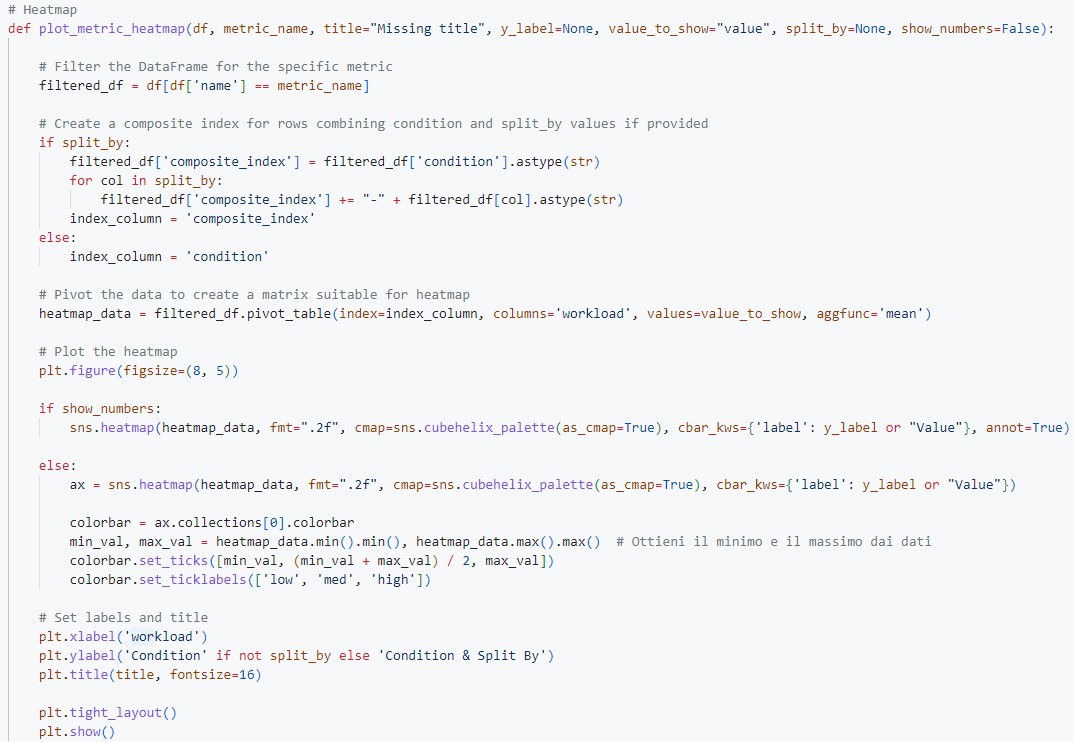 # Heatmap
def plot_metric_heatmap(df, metric_name, title="Missing title", y_label=None, value_to_show="value", split_by=None, show_numbers=False):
# Filter the DataFrame for the specific metric
filtered_df = df[df['name'] == metric_name]
# Create a composite index for rows combining condition and split_by values if provided
if split_by:
filtered_df['composite_index'] = filtered_df['condition'].astype(str)
for col in split_by:
filtered_df['composite_index'] += "-" + filtered_df[col].astype(str)
index_column = 'composite_index'
else:
index_column = 'condition'
# Pivot the data to create a matrix suitable for heatmap
heatmap_data = filtered_df.pivot_table(index=index_column, columns='workload', values=value_to_show, aggfunc='mean')
# Plot the heatmap
plt.figure(figsize=(8, 5))
if show_numbers:
sns.heatmap(heatmap_data, fmt=".2f", cmap=sns.cubehelix_palette(as_cmap=True), cbar_kws={'label': y_label or "Value"}, annot=True)
else:
ax = sns.heatmap(heatmap_data, fmt=".2f", cmap=sns.cubehelix_palette(as_cmap=True), cbar_kws={'label': y_label or "Value"})
colorbar = ax.collections[0].colorbar
min_val, max_val = heatmap_data.min().min(), heatmap_data.max().max()  # Ottieni il minimo e il massimo dai dati
colorbar.set_ticks([min_val, (min_val + max_val) / 2, max_val])
colorbar.set_ticklabels(['low', 'med', 'high'])
# Set labels and title
plt.xlabel('workload')
plt.ylabel('Condition' if not split_by else 'Condition & Split By')
plt.title(title, fontsize=16)
plt.tight_layout()
plt.show()